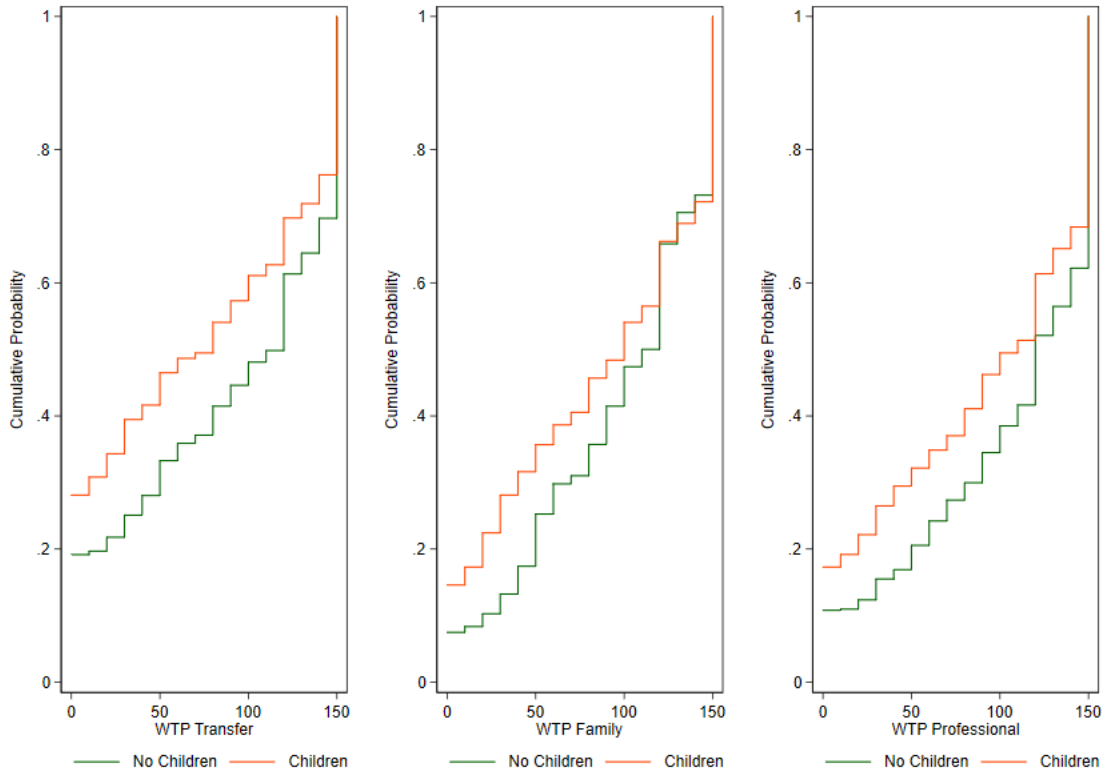 1
.8
.6
.4
.2
0
Cumulative Probability
0 50 100 150
WTP Transfer
No Children Children
1
.8
.6
.4
.2
0
Cumulative Probability
0 50 100 150
WTP Family
No Children Children
1
.8
.6
.4
.2
0
Cumulative Probability
0 50 100 150
WTP Professional
No Children Children